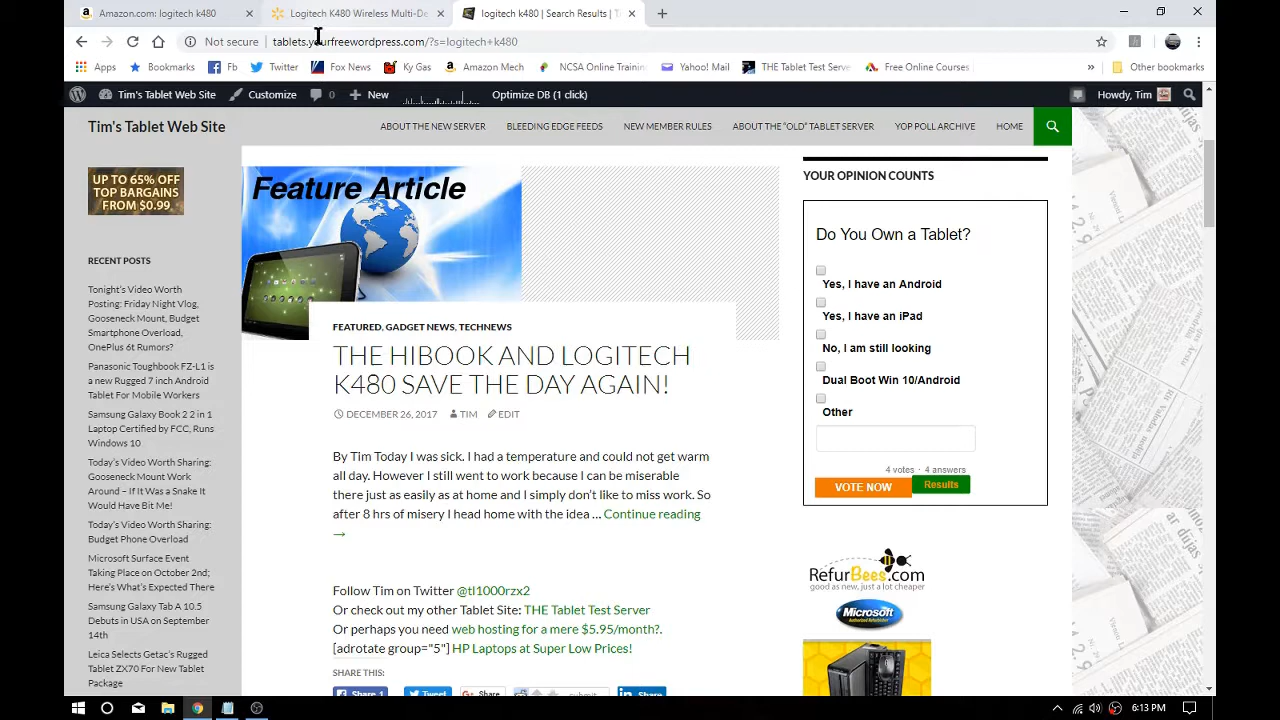 Amazon.com: logitech k480
Logitech K480 Wireless Multi-De
logitech k480 | Search Results | T
Not secure
tablets.yourfreewordpress.com/?s=logitech+k480
Apps
Bookmarks
Fb
Twitter
Fox News
Ky Gas
Amazon Mech
NCSA Online Trainin
Yahoo! Mail
THE Tablet Test Serve
Free Online Courses
»
Other bookmarks
Tim's Tablet Web Site
Customize
0
New
Optimize DB (1 click)
Howdy, Tim
Tim's Tablet Web Site
ABOUT THE NEW SERVER
BLEEDING EDGE FEEDS
NEW MEMBER RULES
ABOUT THE “OLD” TABLET SERVER
YOP POLL ARCHIVE
HOME
UP TO 65% OFF
TOP BARGAINS
FROM $0.99
RECENT POSTS
Tonight's Video Worth
Posting: Friday Night Vlog,
Gooseneck Mount, Budget
Smartphone Overload,
OnePlus 6t Rumors?
Panasonic Toughbook FZ-L1 is
a new Rugged 7 inch Android
Tablet For Mobile Workers
Samsung Galaxy Book 2 2 in 1
Laptop Certified by FCC, Runs
Windows 10
Today's Video Worth Sharing:
Gooseneck Mount Work
Around – If It Was a Snake It
Would Have Bit Me!
Today's Video Worth Sharing:
Budget Phone Overload
Microsoft Surface Event
Taking Place on October 2nd;
Here's What's Expected There
Samsung Galaxy Tab A 10.5
Debuts in USA on September
14th
Leica Selects Getac's Rugged
Tablet ZX70 For New Tablet
Package
Feature Article
FEATURED, GADGET NEWS, TECHNEWS
THE HIBOOK AND LOGITECH
K480 SAVE THE DAY AGAIN!
DECEMBER 26, 2017
TIM
EDIT
By Tim Today I was sick. I had a temperature and could not get warm
all day. However I still went to work because I can be miserable
there just as easily as at home and I simply don't like to miss work. So
after 8 hrs of misery I head home with the idea … Continue reading
→
Follow Tim on Twitter @tl1000rzx2
Or check out my other Tablet Site: THE Tablet Test Server
Or perhaps you need web hosting for a mere $5.95/month?.
[adrotate group="5"] HP Laptops at Super Low Prices!
SHARE THIS:
Share 1
Tweet
Share
submit
Share
YOUR OPINION COUNTS
Do You Own a Tablet?
Yes, I have an Android
Yes, I have an iPad
No, I am still looking
Dual Boot Win 10/Android
Other
4 votes · 4 answers
VOTE NOW
Results
RefurBees.com
good as new, just a lot cheaper
Microsoft
6:13 PM